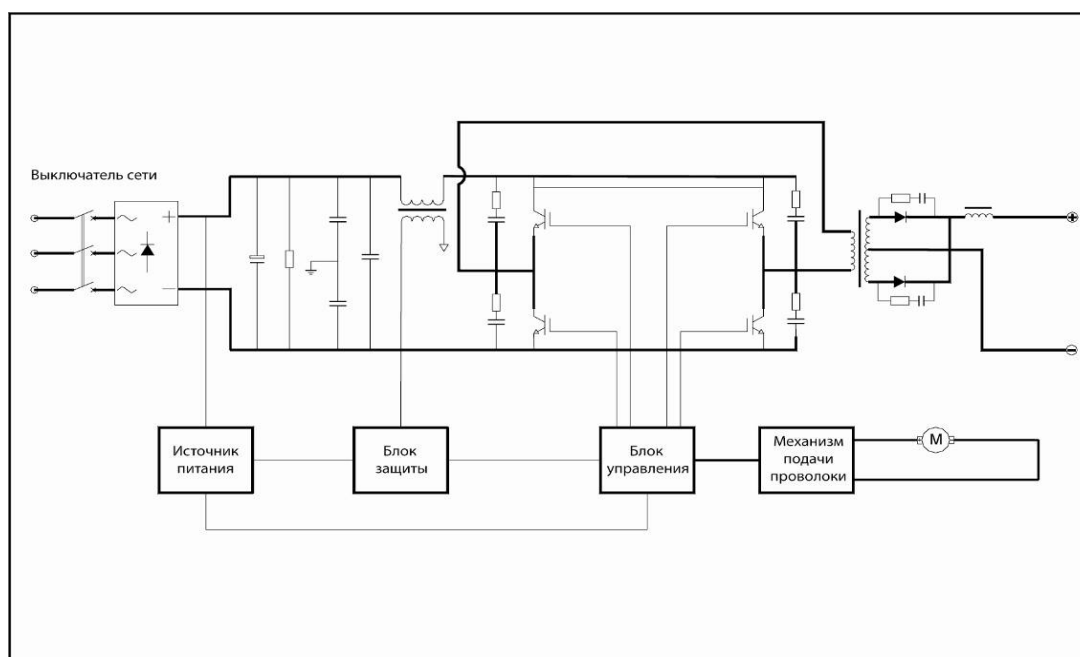 Выключатель сети
Источник
питания
Блок
защиты
Блок
управления
Механизм
подачи
проволоки
M